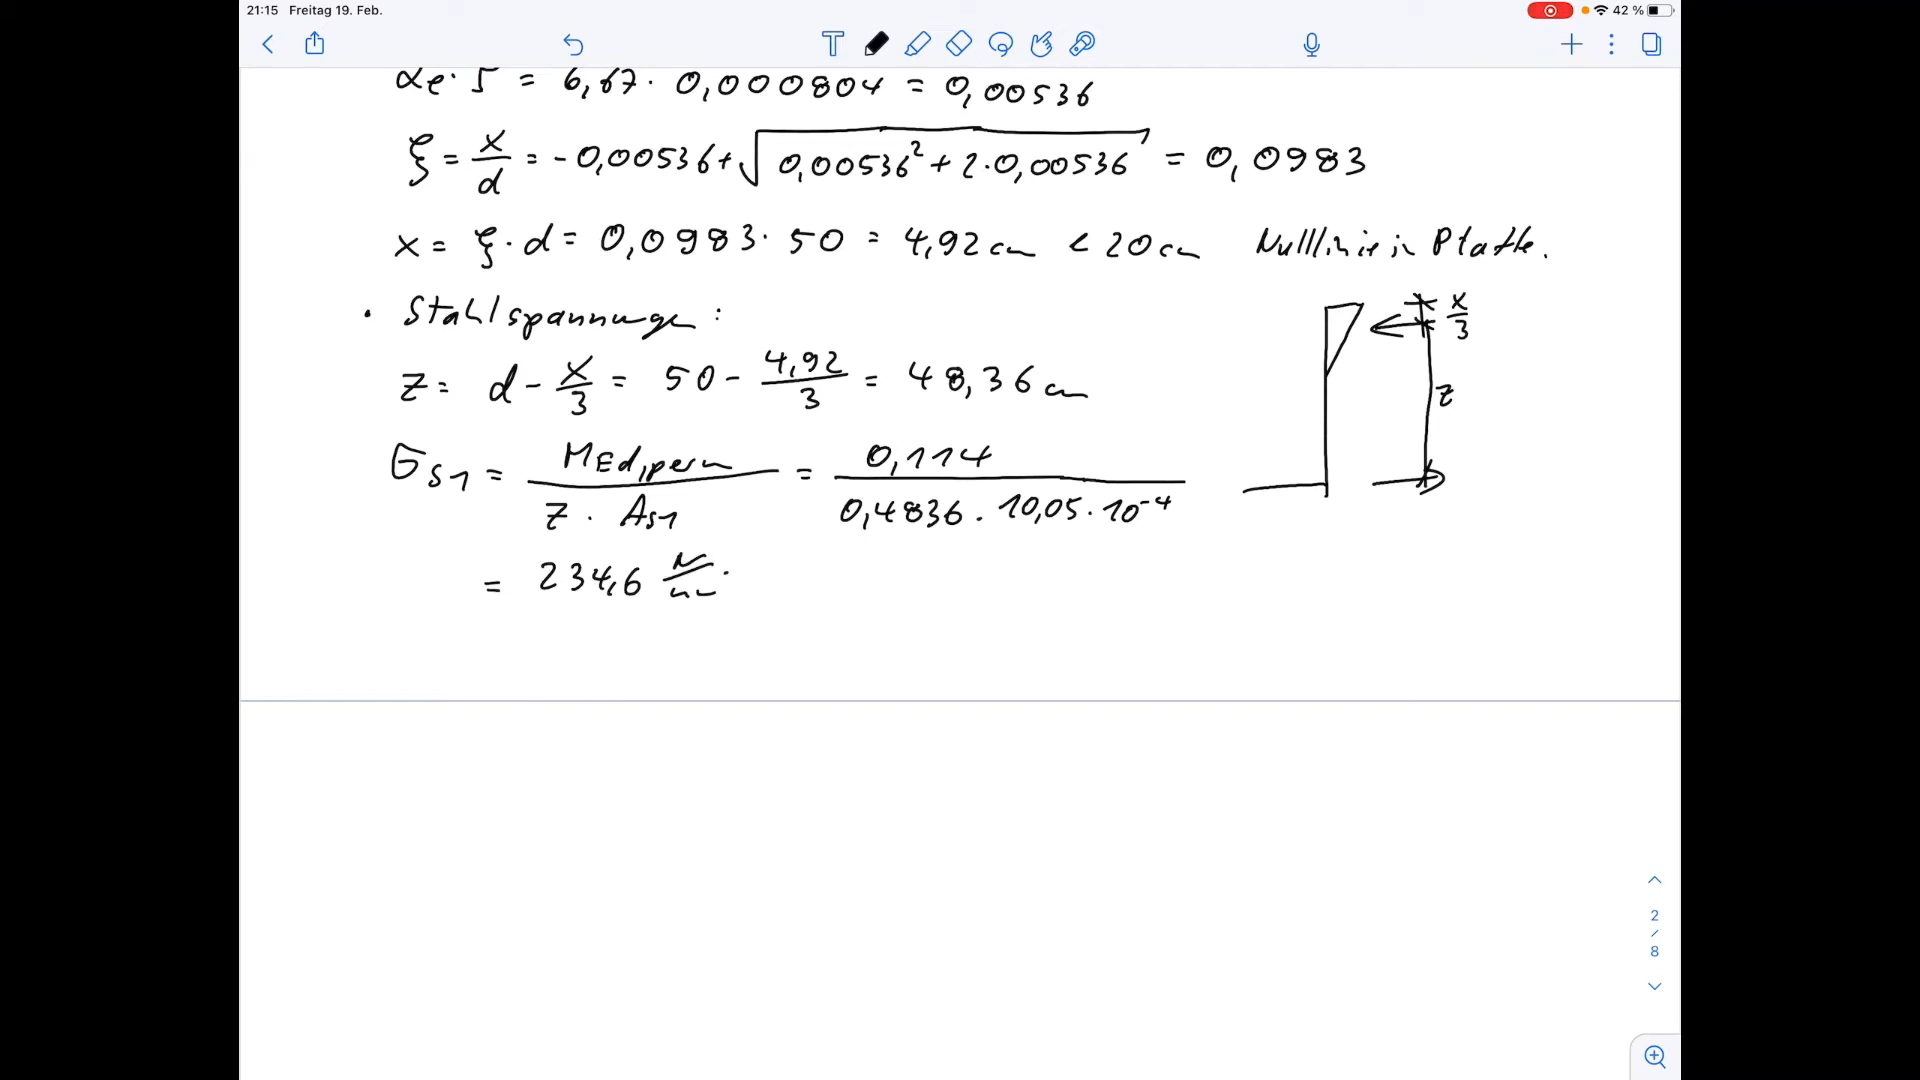 21:15 Freitag 19. Feb. 42 %
αe · ρ = 6,67 · 0,000804 = 0,00536
ξ = x/d = -0,00536 + √(0,00536² + 2 · 0,00536) = 0,0983
x = ξ · d = 0,0983 · 50 = 4,92 cm < 20 cm Nulllinie in Platte.
• Stahlspannungen :
x/3
z = d - x/3 = 50 - 4,92/3 = 48,36 cm
z
σs1 = MEd,perm / (z · As1) = 0,114 / (0,4836 · 10,05 · 10⁻⁴)
= 234,6 N/mm²
2
/
8